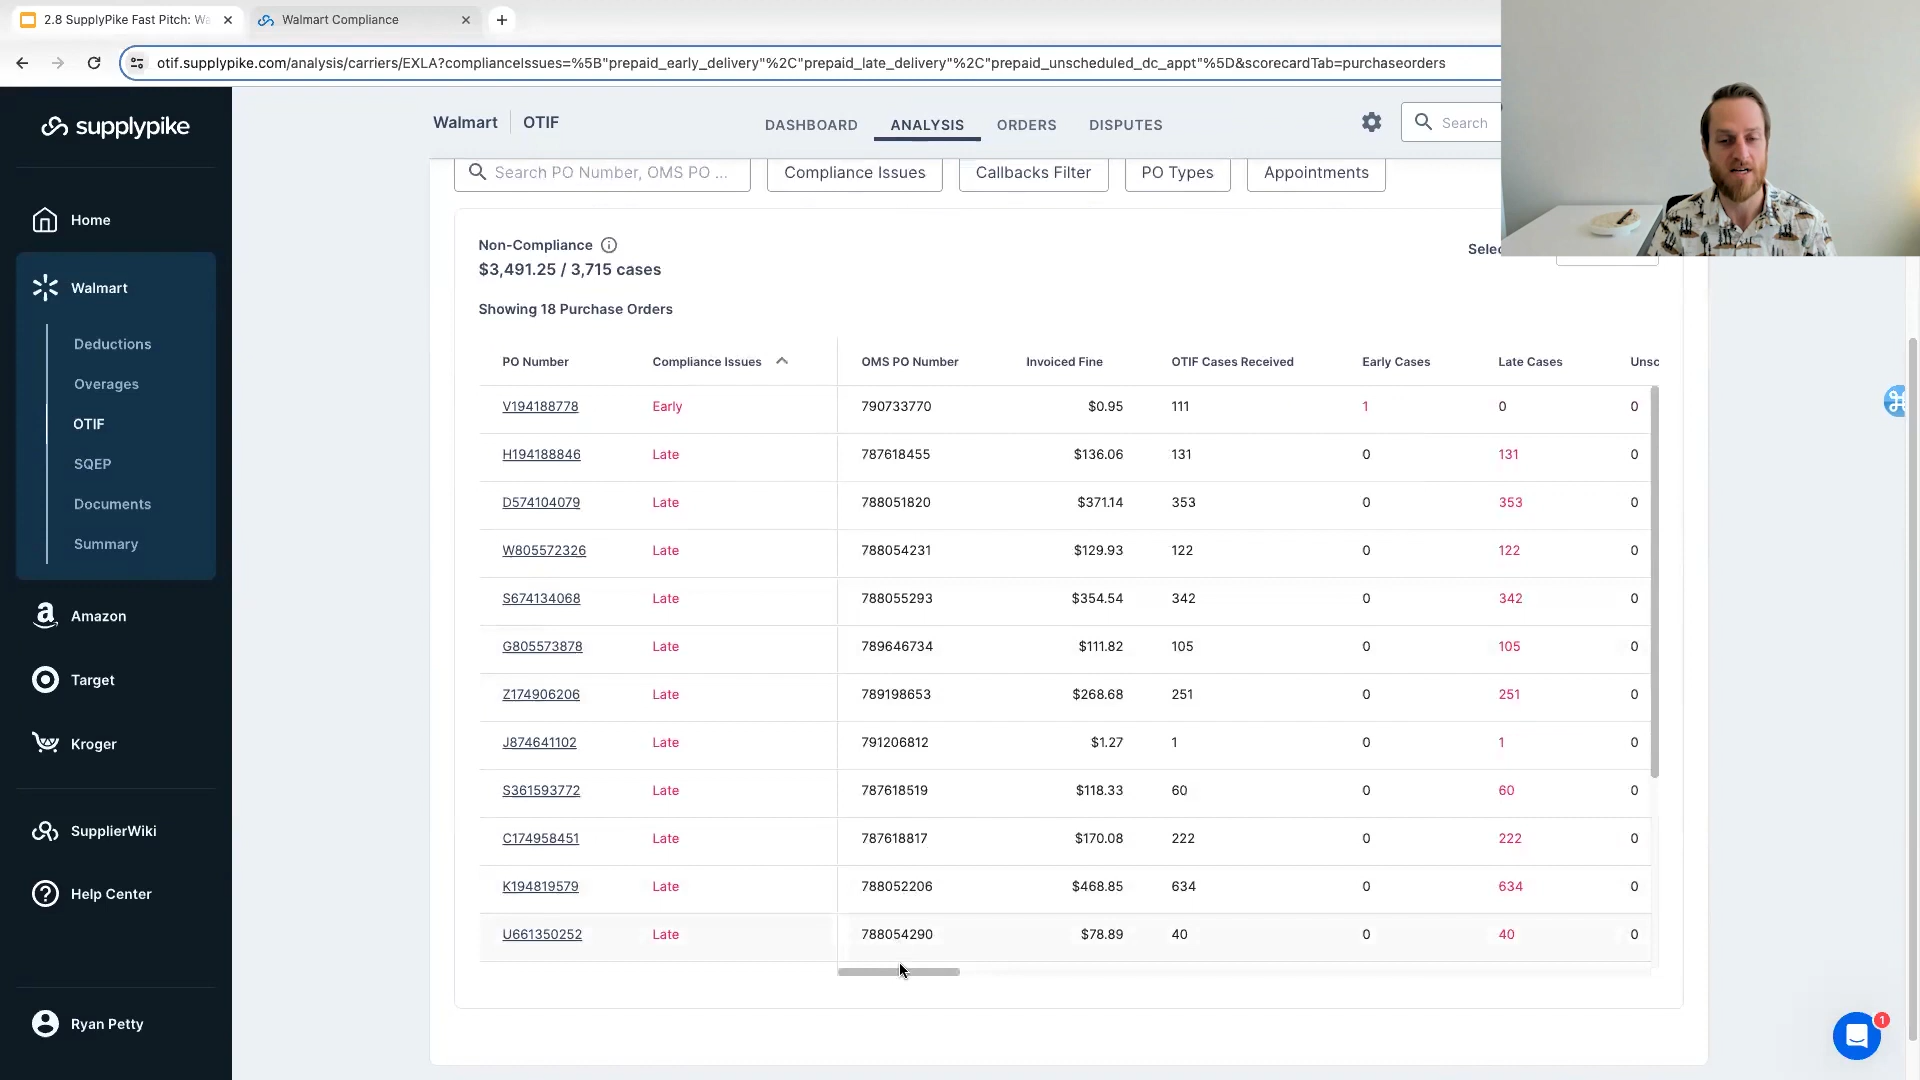 2.8 SupplyPike Fast Pitch: Wa
Walmart Compliance
otif.supplypike.com/analysis/carriers/EXLA?complianceIssues=%5B"prepaid_early_delivery"%2C"prepaid_late_delivery"%2C"prepaid_unscheduled_dc_appt"%5D&scorecardTab=purchaseorders
supplypike
Home
Walmart
Deductions
Overages
OTIF
SQEP
Documents
Summary
Amazon
Target
Kroger
SupplierWiki
Help Center
Ryan Petty
Walmart OTIF
DASHBOARD ANALYSIS ORDERS DISPUTES
Search
Search PO Number, OMS PO ... Compliance Issues Callbacks Filter PO Types Appointments
Non-Compliance
$3,491.25 / 3,715 cases
Selec
Showing 18 Purchase Orders
PO Number Compliance Issues OMS PO Number Invoiced Fine OTIF Cases Received Early Cases Late Cases Unsc
V194188778 Early 790733770 $0.95 111 1 0 0
H194188846 Late 787618455 $136.06 131 0 131 0
D574104079 Late 788051820 $371.14 353 0 353 0
W805572326 Late 788054231 $129.93 122 0 122 0
S674134068 Late 788055293 $354.54 342 0 342 0
G805573878 Late 789646734 $111.82 105 0 105 0
Z174906206 Late 789198653 $268.68 251 0 251 0
J874641102 Late 791206812 $1.27 1 0 1 0
S361593772 Late 787618519 $118.33 60 0 60 0
C174958451 Late 787618817 $170.08 222 0 222 0
K194819579 Late 788052206 $468.85 634 0 634 0
U661350252 Late 788054290 $78.89 40 0 40 0
1